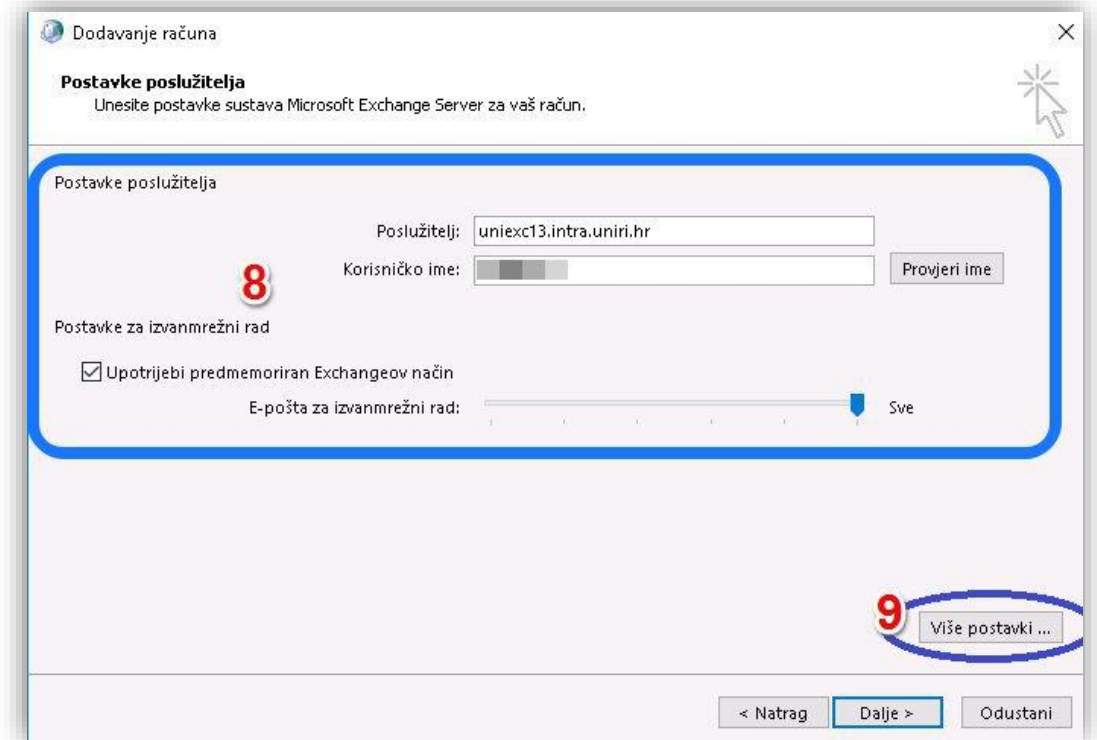 Dodavanje računa
Postavke poslužitelja
Unesite postavke sustava Microsoft Exchange Server za vaš račun.
Postavke poslužitelja
Poslužitelj: uniexc13.intra.uniri.hr
Korisničko ime: Provjeri ime
8
Postavke za izvanmrežni rad
Upotrijebi predmemoriran Exchangeov način
E-pošta za izvanmrežni rad: Sve
9
Više postavki ...
< Natrag Dalje > Odustani